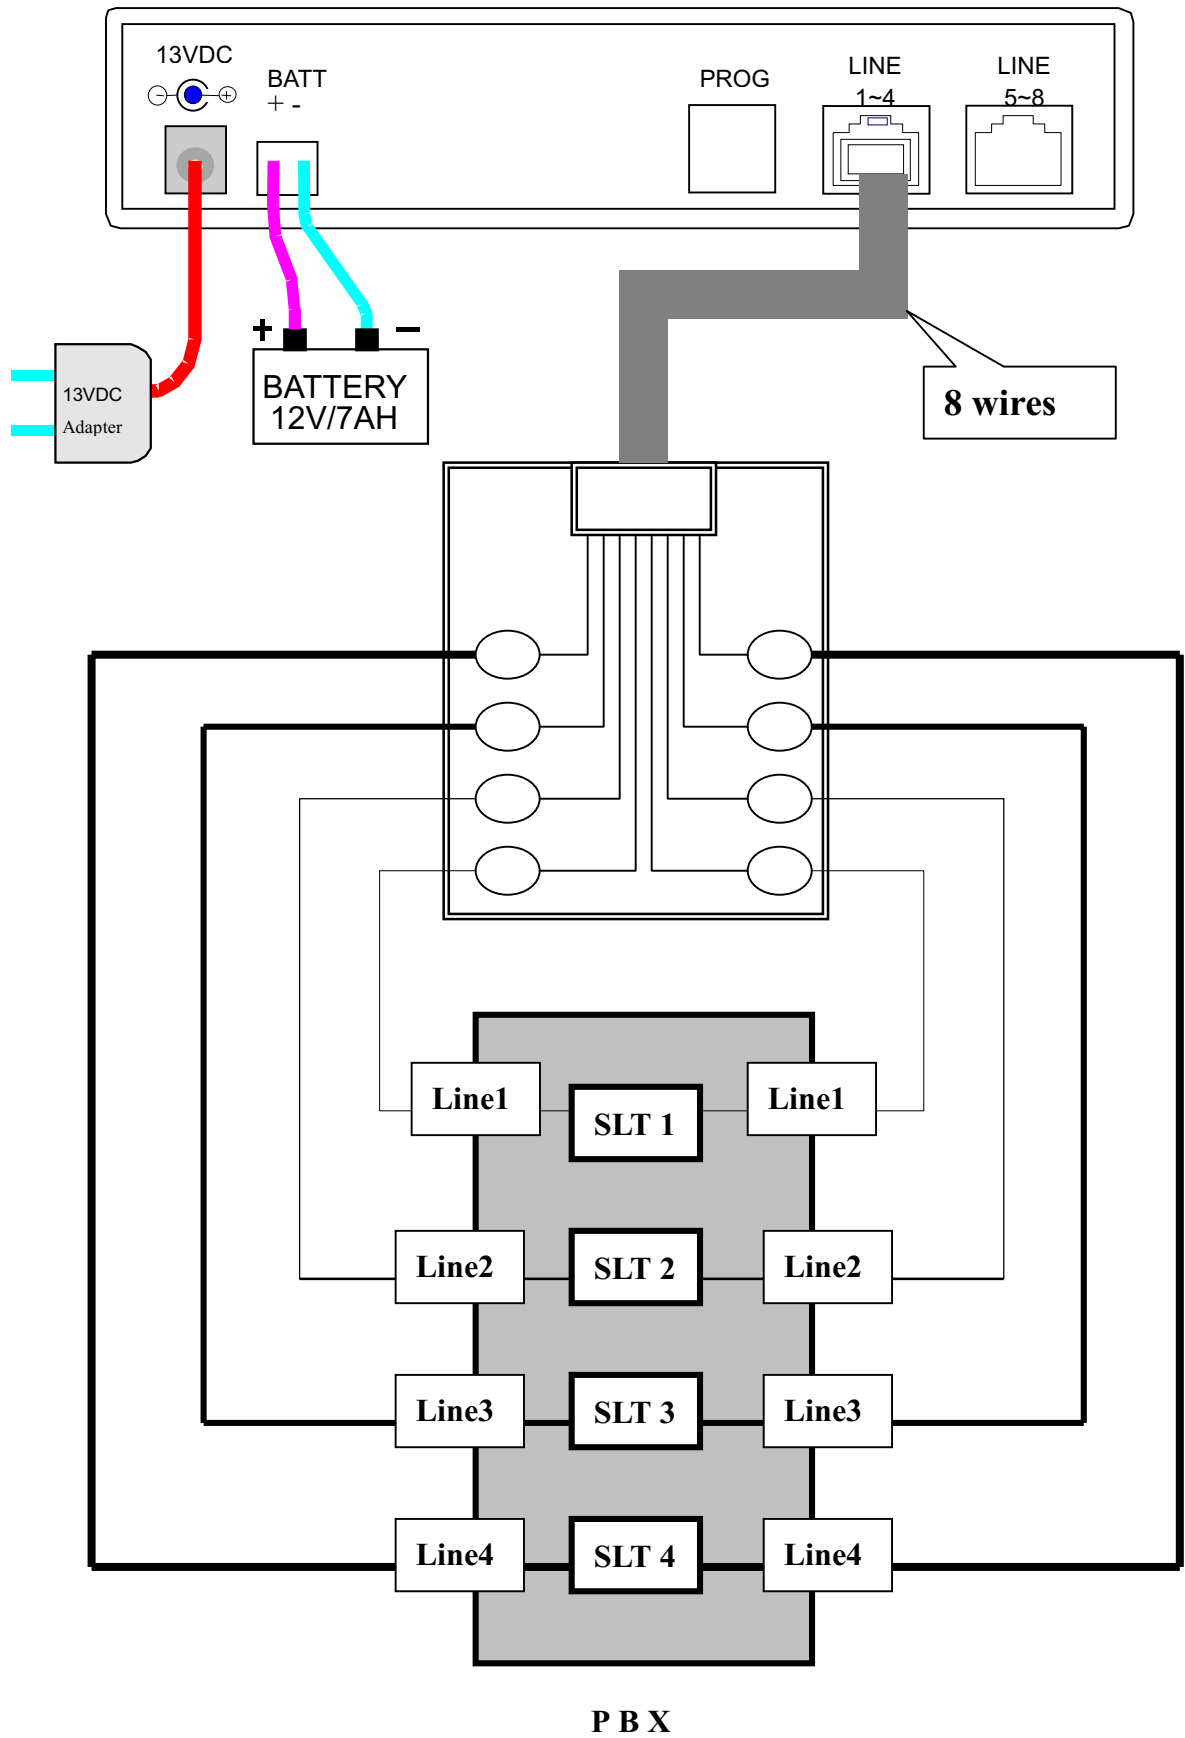 13VDC
BATT
+ -
PROG
LINE
1~4
LINE
5~8
+
−
13VDC
Adapter
BATTERY
12V/7AH
8 wires
Line1
SLT 1
Line1
Line2
SLT 2
Line2
Line3
SLT 3
Line3
Line4
SLT 4
Line4
P B X